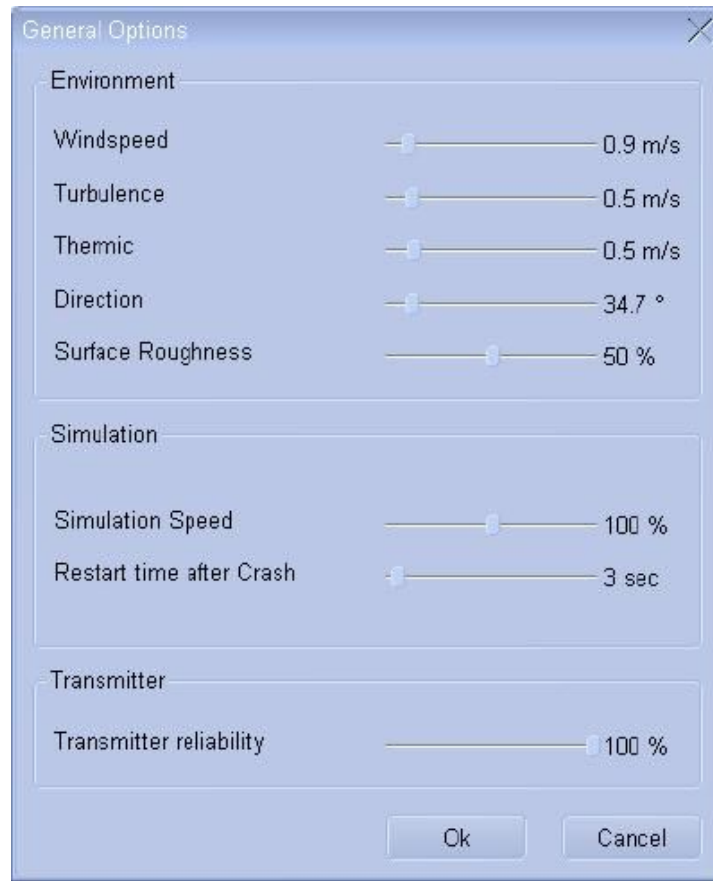 General Options
Environment
Windspeed 0.9 m/s
Turbulence 0.5 m/s
Thermic 0.5 m/s
Direction 34.7 °
Surface Roughness 50 %
Simulation
Simulation Speed 100 %
Restart time after Crash 3 sec
Transmitter
Transmitter reliability 100 %
Ok Cancel